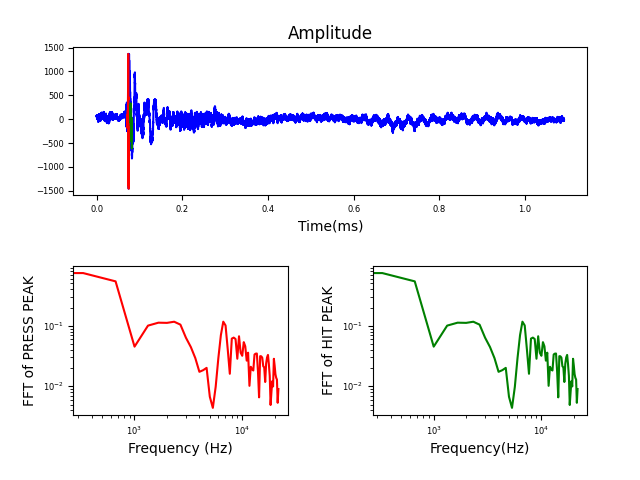 Amplitude
1500
1000
500
0
−500
−1000
−1500
0.0 0.2 0.4 0.6 0.8 1.0
Time(ms)
FFT of PRESS PEAK
10⁻¹
10⁻²
10³ 10⁴
Frequency (Hz)
FFT of HIT PEAK
10⁻¹
10⁻²
10³ 10⁴
Frequency(Hz)